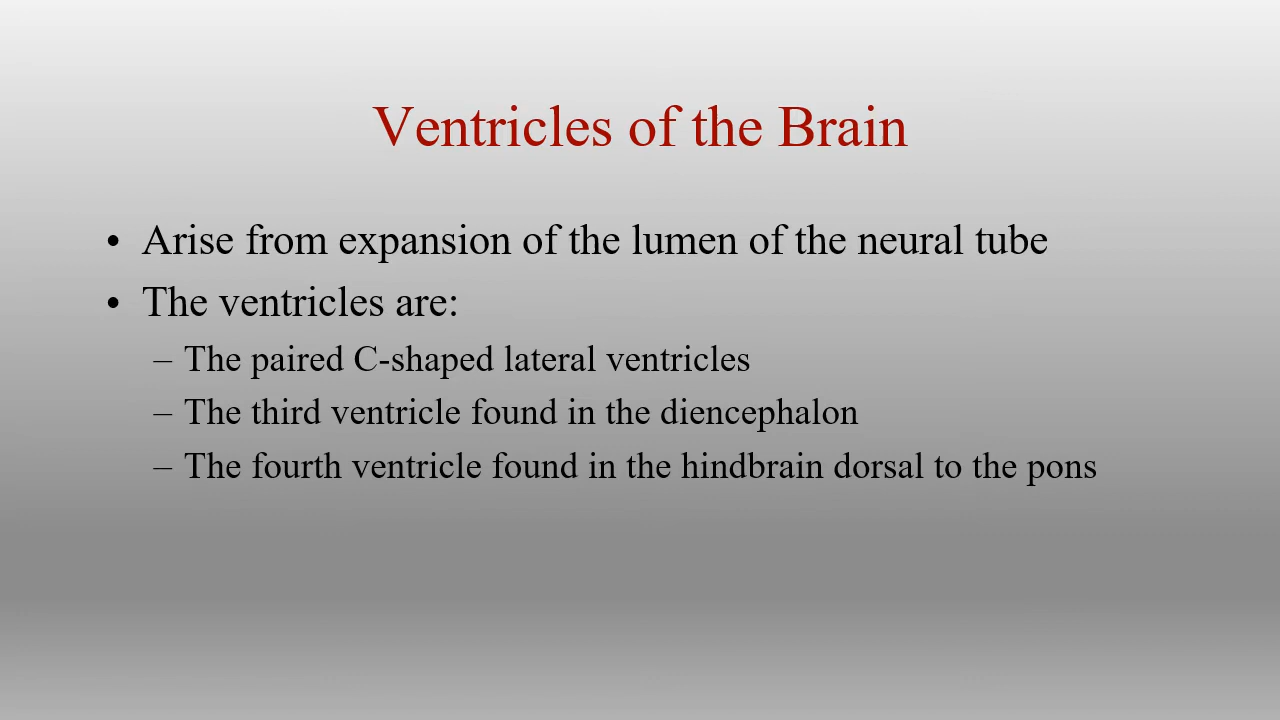 Ventricles of the Brain
• Arise from expansion of the lumen of the neural tube
• The ventricles are:
– The paired C-shaped lateral ventricles
– The third ventricle found in the diencephalon
– The fourth ventricle found in the hindbrain dorsal to the pons